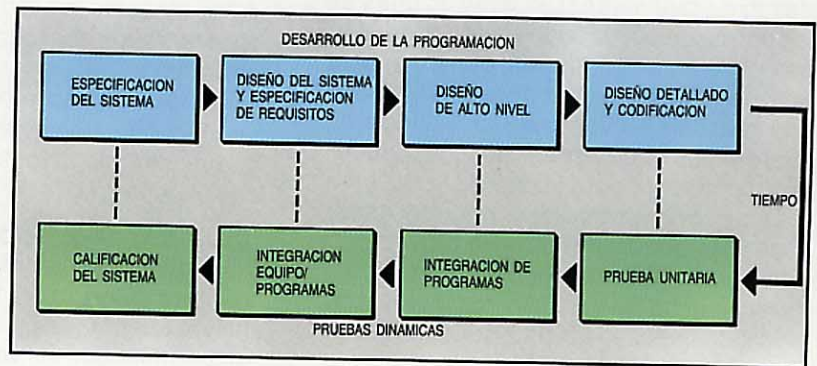 DESARROLLO DE LA PROGRAMACION
ESPECIFICACION
DEL SISTEMA
DISEÑO DEL SISTEMA
Y ESPECIFICACION
DE REQUISITOS
DISEÑO
DE ALTO NIVEL
DISEÑO DETALLADO
Y CODIFICACION
TIEMPO
CALIFICACION
DEL SISTEMA
INTEGRACION
EQUIPO/
PROGRAMAS
INTEGRACION DE
PROGRAMAS
PRUEBA UNITARIA
PRUEBAS DINAMICAS